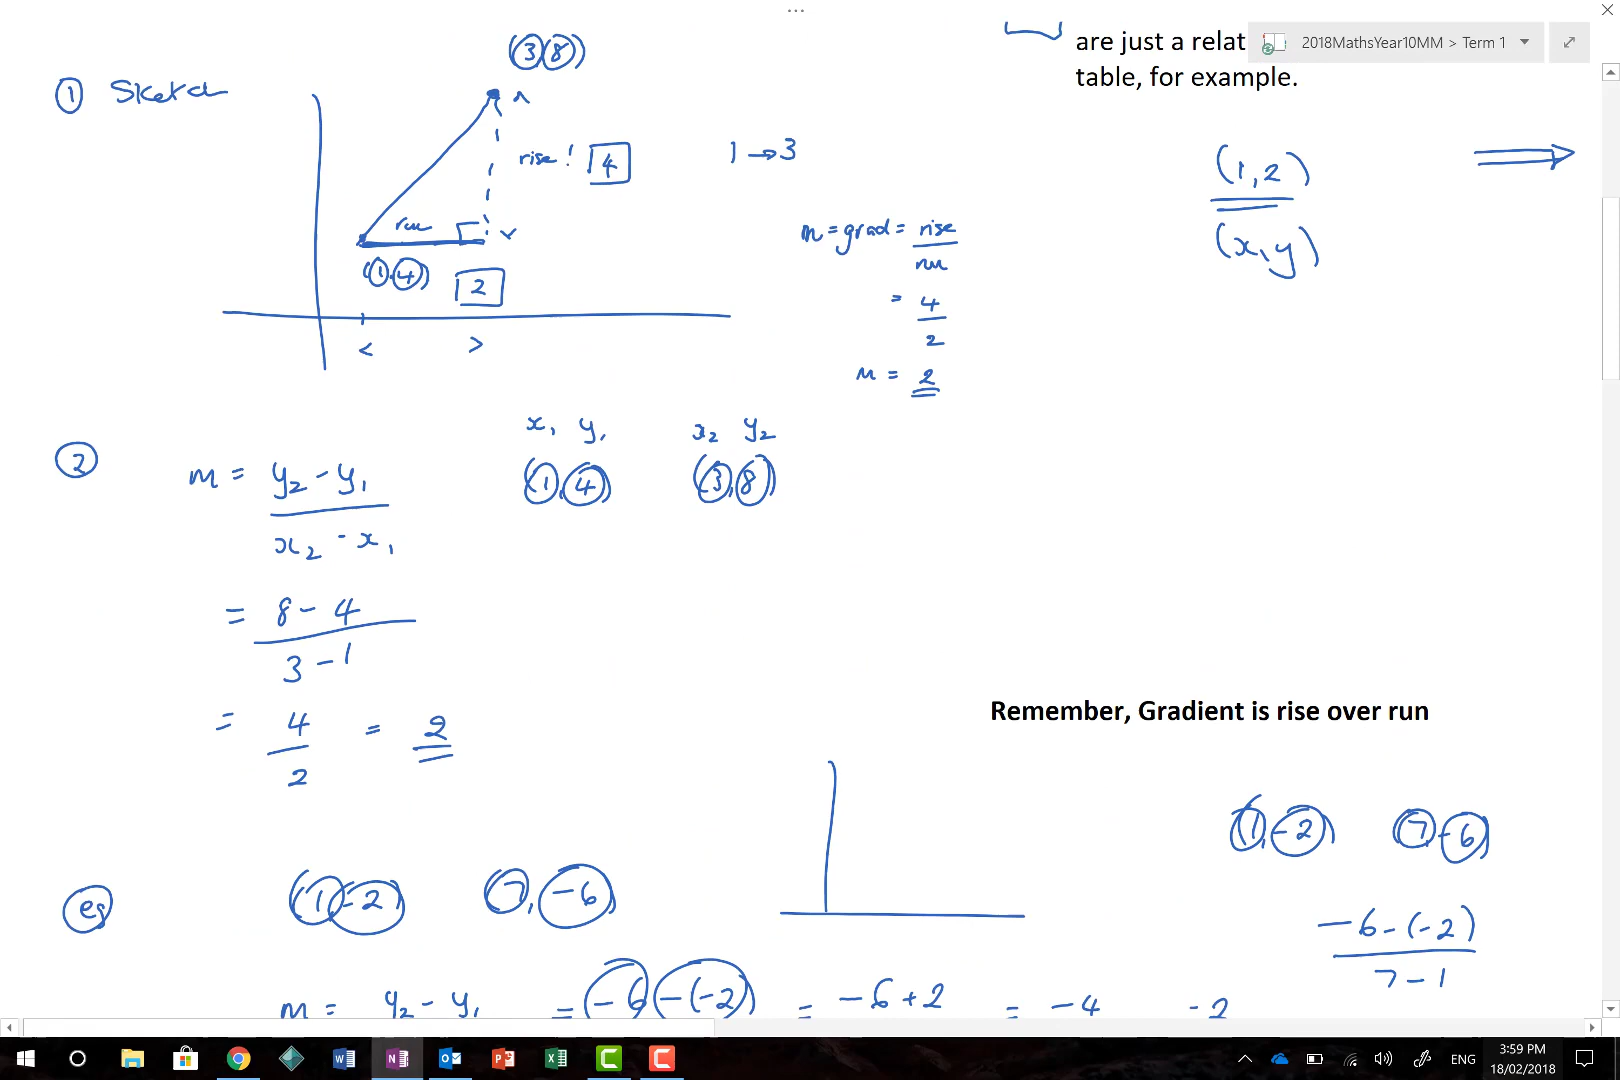 (3,8)
① Sketch
rise! 4
1 → 3
run
(1,4) 2
< >
m = grad = rise
run
= 4
2
m = 2
are just a relat
table, for example.
2018MathsYear10MM > Term 1
(1,2)
(x,y)
② m = y₂ - y₁
x₂ - x₁
x₁ y₁ x₂ y₂
(1,4) (3,8)
= 8 - 4
3 - 1
= 4 = 2
2
Remember, Gradient is rise over run
eg (1,-2) (7,-6)
m = y₂ - y₁ = -6-(-2) = -6+2 = -4 -2
(1,-2) (7,-6)
-6-(-2)
7-1
ENG
3:59 PM
18/02/2018